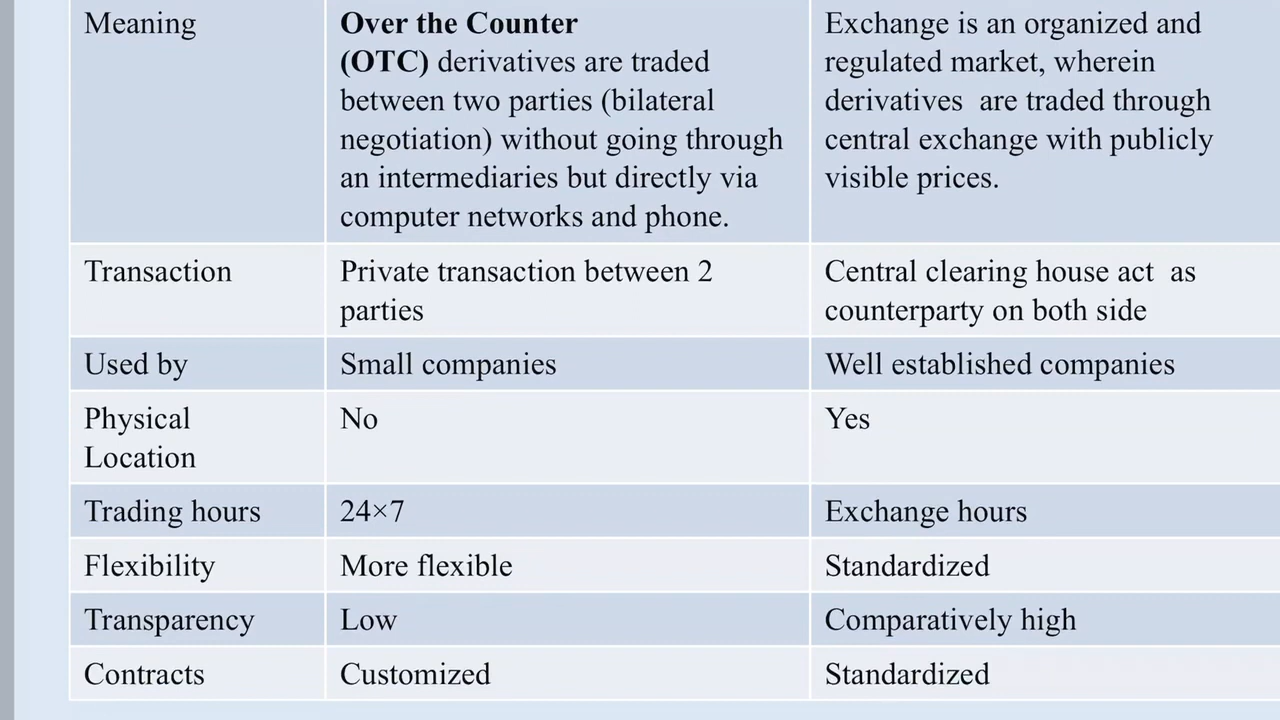 Meaning
Over the Counter
(OTC) derivatives are traded
between two parties (bilateral
negotiation) without going through
an intermediaries but directly via
computer networks and phone.
Exchange is an organized and
regulated market, wherein
derivatives  are traded through
central exchange with publicly
visible prices.
Transaction
Private transaction between 2
parties
Central clearing house act  as
counterparty on both side
Used by
Small companies
Well established companies
Physical
Location
No
Yes
Trading hours
24×7
Exchange hours
Flexibility
More flexible
Standardized
Transparency
Low
Comparatively high
Contracts
Customized
Standardized